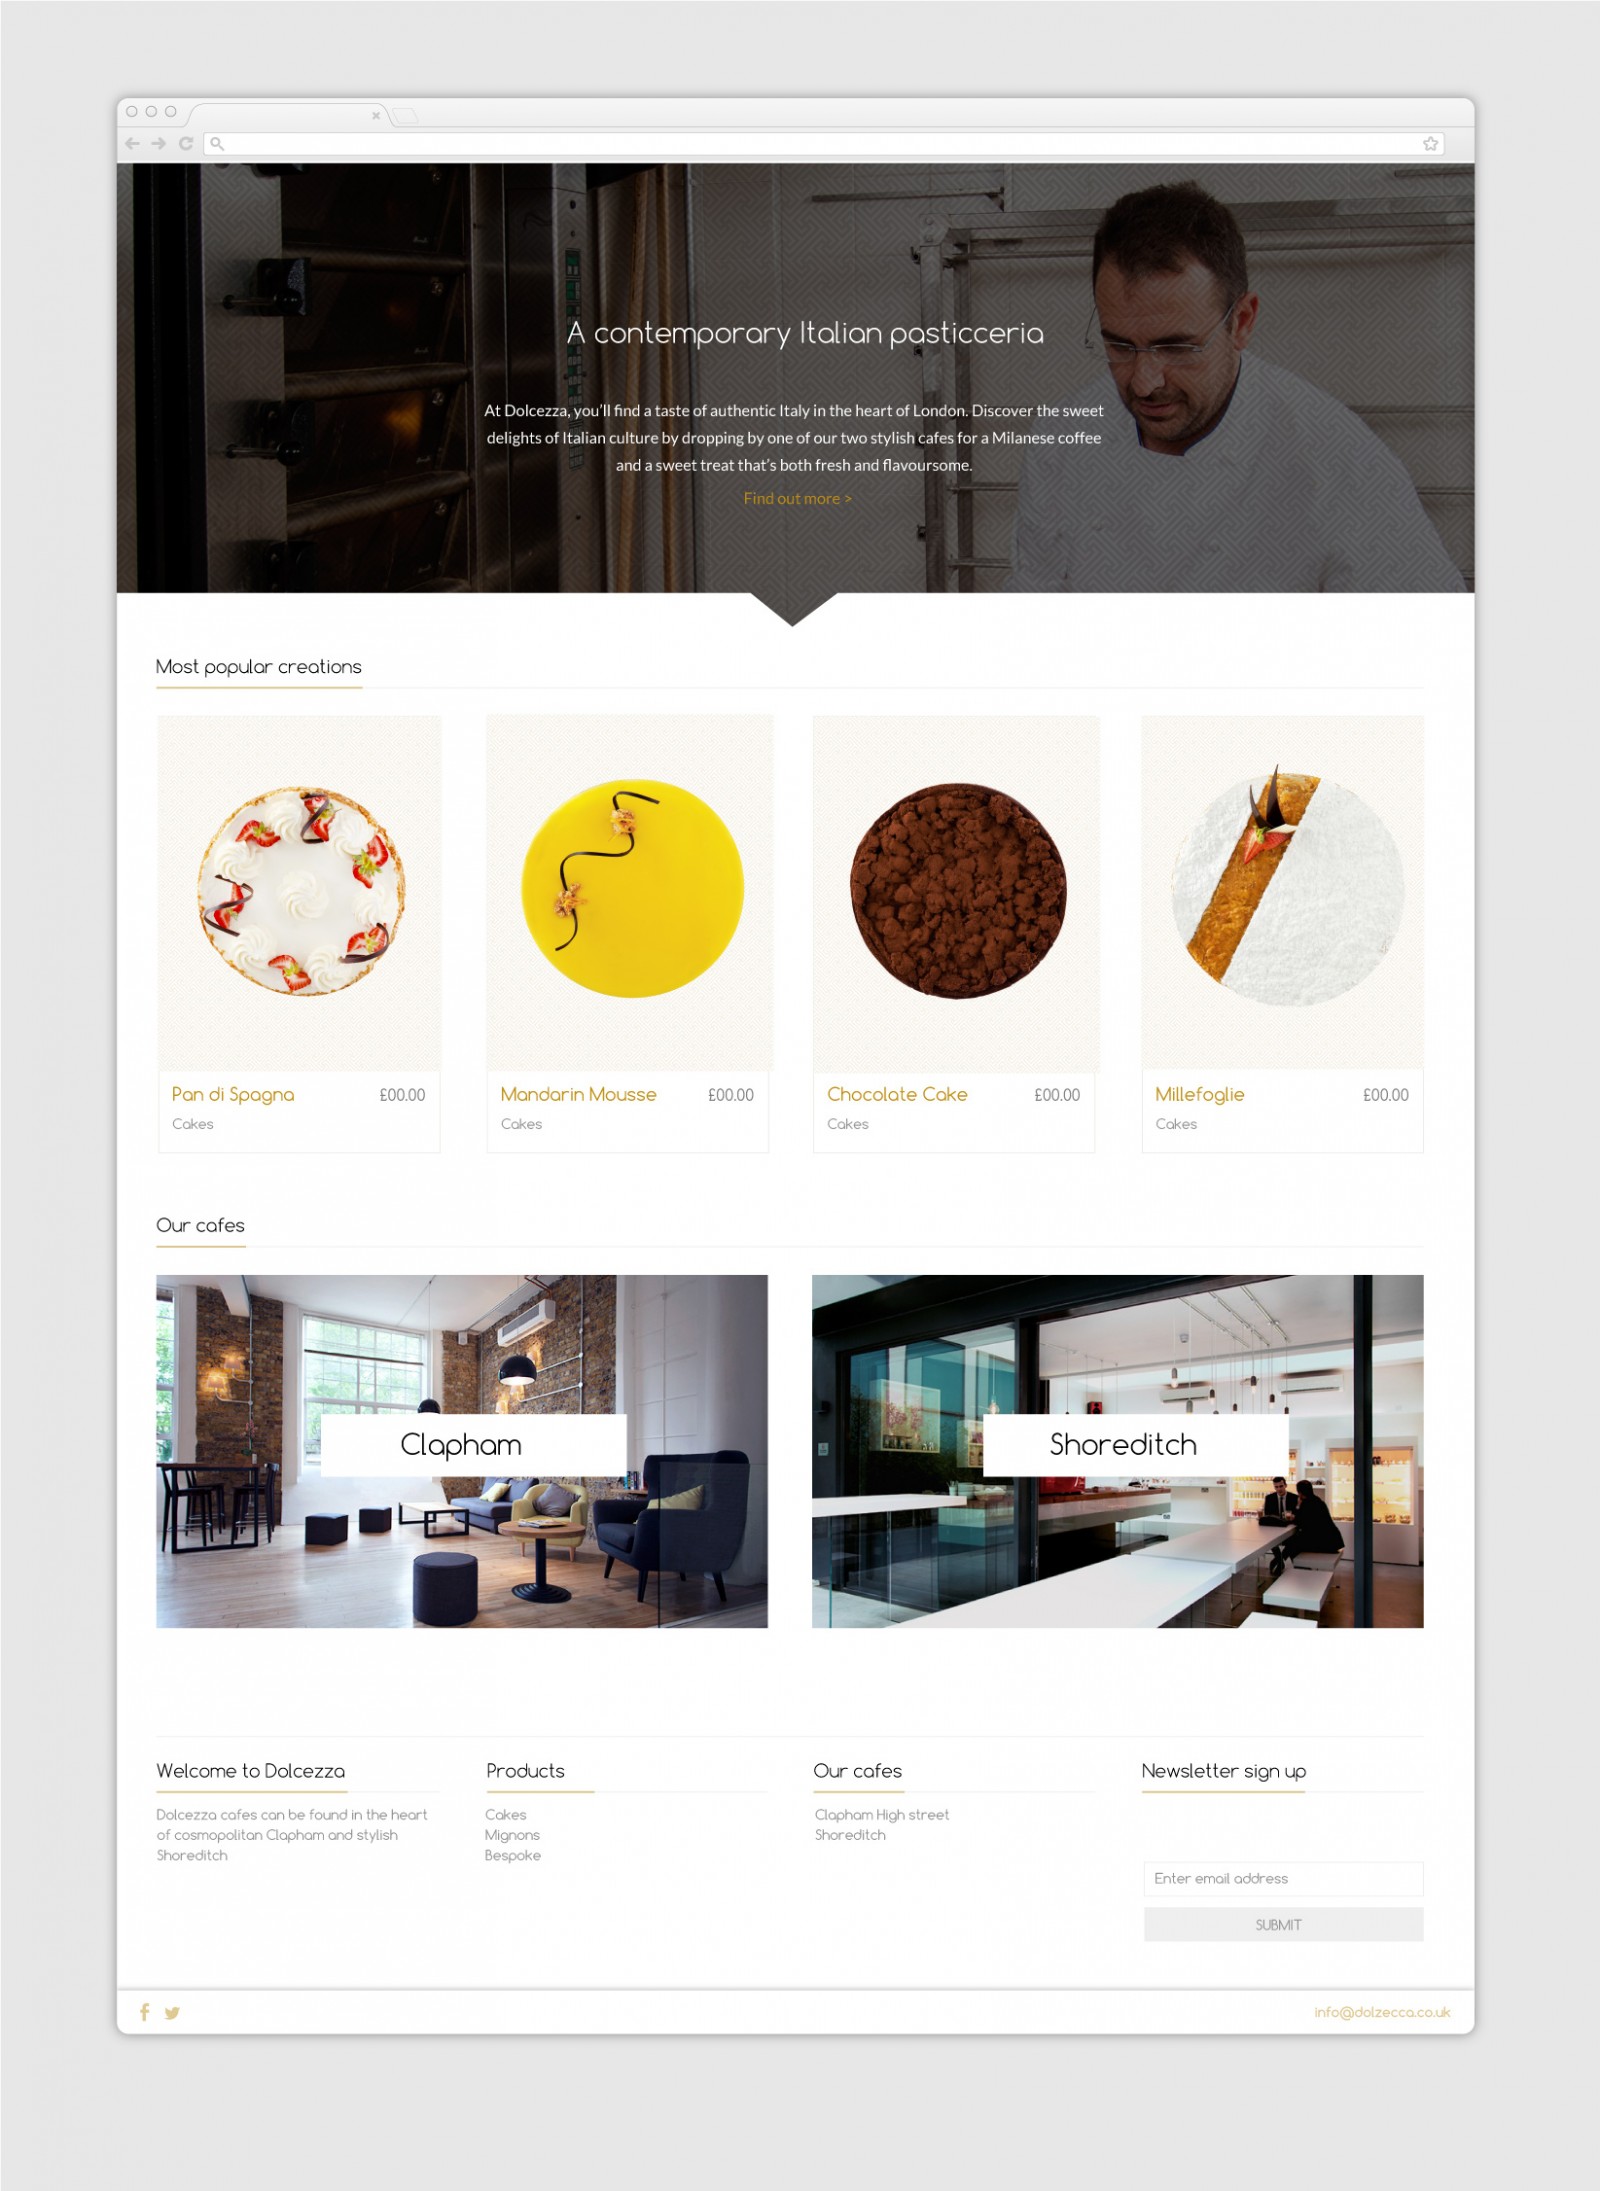 A contemporary Italian pasticceria
At Dolcezza, you'll find a taste of authentic Italy in the heart of London. Discover the sweet
delights of Italian culture by dropping by one of our two stylish cafes for a Milanese coffee
and a sweet treat that's both fresh and flavoursome.
Find out more >
Most popular creations
Pan di Spagna £00.00
Cakes
Mandarin Mousse £00.00
Cakes
Chocolate Cake £00.00
Cakes
Millefoglie £00.00
Cakes
Our cafes
Clapham
Shoreditch
Welcome to Dolcezza
Dolcezza cafes can be found in the heart
of cosmopolitan Clapham and stylish
Shoreditch
Products
Cakes
Mignons
Bespoke
Our cafes
Clapham High street
Shoreditch
Newsletter sign up
Enter email address
SUBMIT
info@dolzecca.co.uk